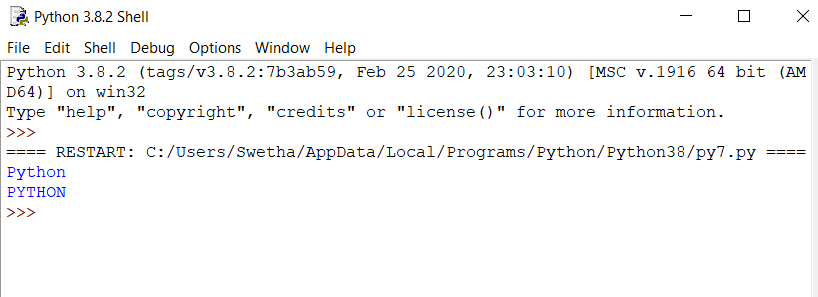 Python 3.8.2 Shell
File Edit Shell Debug Options Window Help
Python 3.8.2 (tags/v3.8.2:7b3ab59, Feb 25 2020, 23:03:10) [MSC v.1916 64 bit (AM
D64)] on win32
Type "help", "copyright", "credits" or "license()" for more information.
>>>
==== RESTART: C:/Users/Swetha/AppData/Local/Programs/Python/Python38/py7.py ====
Python
PYTHON
>>>